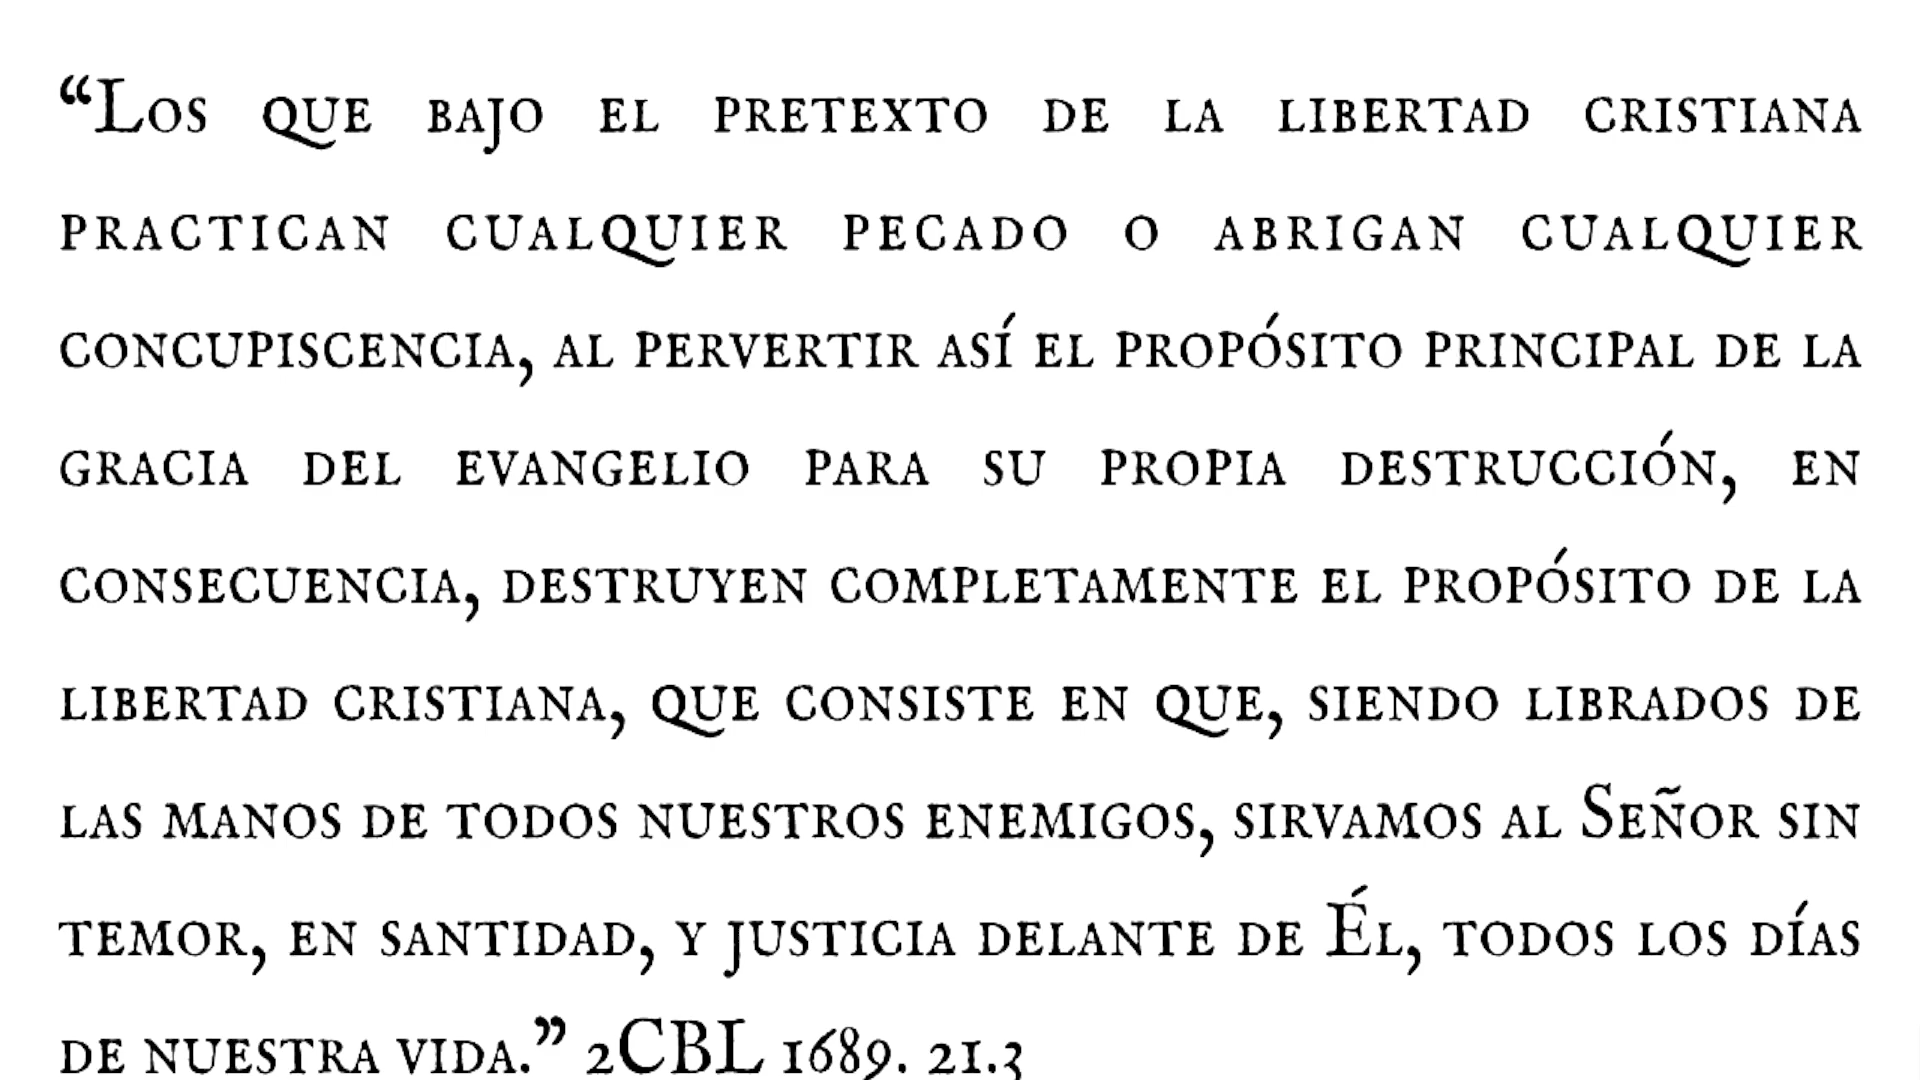 “Los que bajo el pretexto de la libertad cristiana
practican cualquier pecado o abrigan cualquier
concupiscencia, al pervertir así el propósito principal de la
gracia del evangelio para su propia destrucción, en
consecuencia, destruyen completamente el propósito de la
libertad cristiana, que consiste en que, siendo librados de
las manos de todos nuestros enemigos, sirvamos al Señor sin
temor, en santidad, y justicia delante de Él, todos los días
de nuestra vida.” 2CBL 1689. 21.3